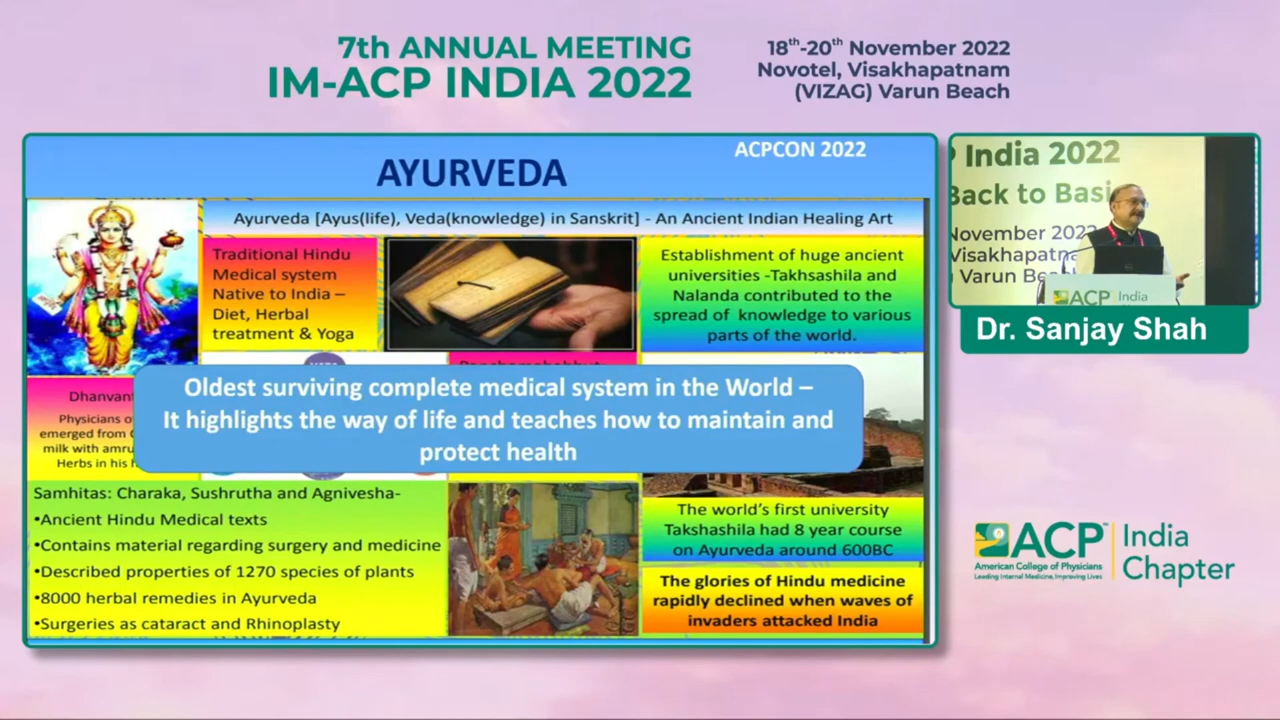 7th ANNUAL MEETING
IM-ACP INDIA 2022
18th-20th November 2022
Novotel, Visakhapatnam
(VIZAG) Varun Beach
ACPCON 2022
AYURVEDA
Ayurveda [Ayus(life), Veda(knowledge) in Sanskrit] - An Ancient Indian Healing Art
Traditional Hindu
Medical system
Native to India –
Diet, Herbal
treatment & Yoga
Establishment of huge ancient
universities -Takhsashila and
Nalanda contributed to the
spread of knowledge to various
parts of the world.
Oldest surviving complete medical system in the World –
It highlights the way of life and teaches how to maintain and
protect health
Physicians
emerged from
milk with
Herbs in his
Samhitas: Charaka, Sushrutha and Agnivesha-
•Ancient Hindu Medical texts
•Contains material regarding surgery and medicine
•Described properties of 1270 species of plants
•8000 herbal remedies in Ayurveda
•Surgeries as cataract and Rhinoplasty
The world's first university
Takshashila had 8 year course
on Ayurveda around 600BC
The glories of Hindu medicine
rapidly declined when waves of
invaders attacked India
India 2022
Back to
November 2022
Varun
ACP India
Dr. Sanjay Shah
ACP
American College of Physicians
Leading Internal Medicine, Improving Lives
India
Chapter